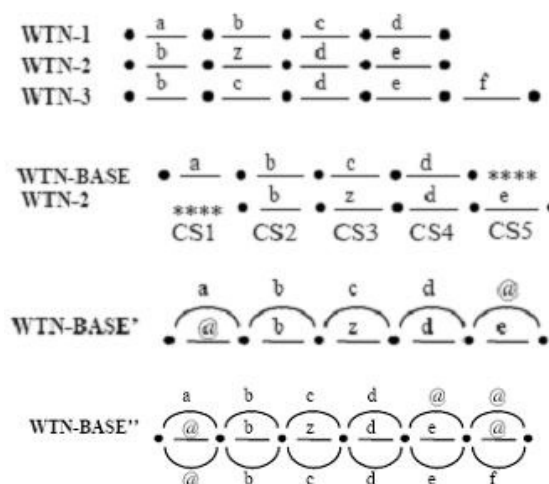 WTN-1 a b c d
WTN-2 b z d e
WTN-3 b c d e f
WTN-BASE a b c d ****
WTN-2 **** b z d e
CS1 CS2 CS3 CS4 CS5
a b c d @
WTN-BASE' @ b z d e
a b c d @ @
WTN-BASE'' @ b z d e @
@ b c d e f